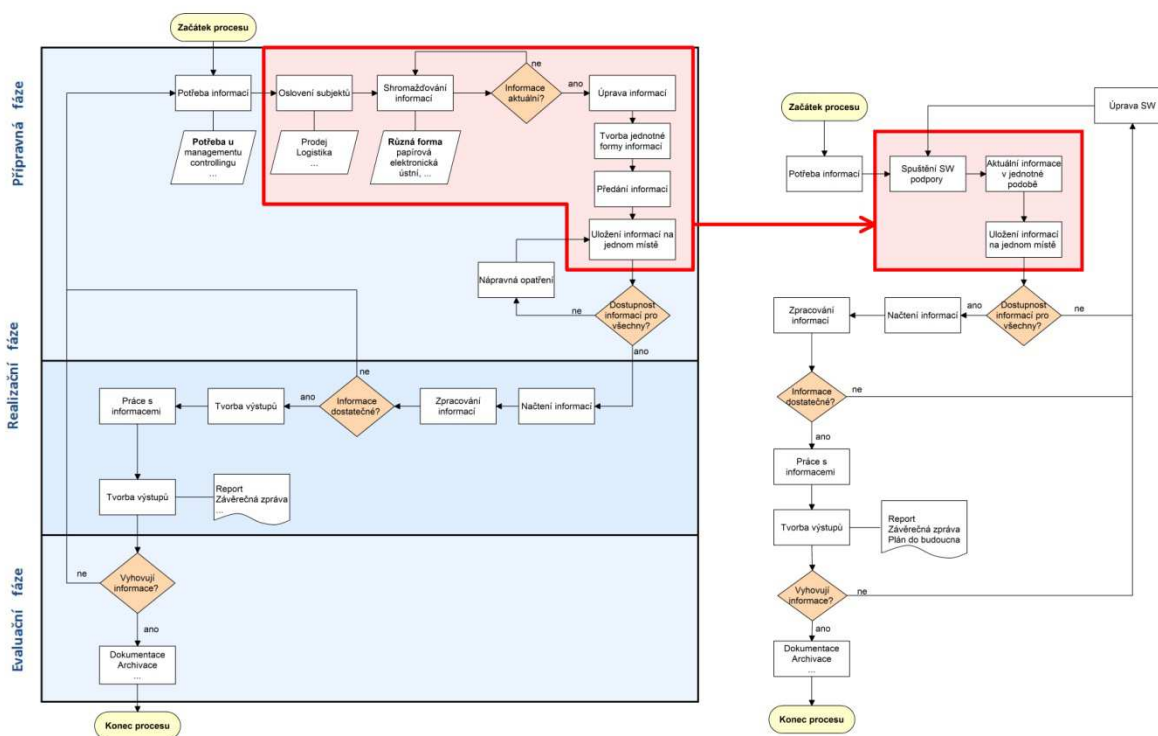 Začátek procesu
Přípravná fáze
Potřeba informací
Oslovení subjektů
Shromažďování
informací
ne
Informace
aktuální?
ano
Úprava informací
Potřeba u
managementu
controllingu
...
Prodej
Logistika
...
Různá forma
papírová
elektronická
ústní, ...
Tvorba jednotné
formy informací
Předání informací
Uložení informací na
jednom místě
Nápravná opatření
ne
Dostupnost
informací pro
všechny?
ano
Realizační fáze
Práce s
informacemi
Tvorba výstupů
ano
ne
Informace
dostatečné?
Zpracování
informací
Načtení informací
Tvorba výstupů
Report
Závěrečná zpráva
...
Evaluační fáze
ne
Vyhovují
informace?
ano
Dokumentace
Archivace
...
Konec procesu
Začátek procesu
Úprava SW
Potřeba informací
Spuštění SW
podpory
Aktuální informace
v jednotné
podobě
Uložení informací
na jednom místě
Zpracování
informací
Načtení informací
ano
Dostupnost
informací pro
všechny?
ne
Informace
dostatečné?
ne
ano
Práce s
informacemi
Tvorba výstupů
Report
Závěrečná zpráva
Plán do budoucna
Vyhovují
informace?
ne
ano
Dokumentace
Archivace
...
Konec procesu